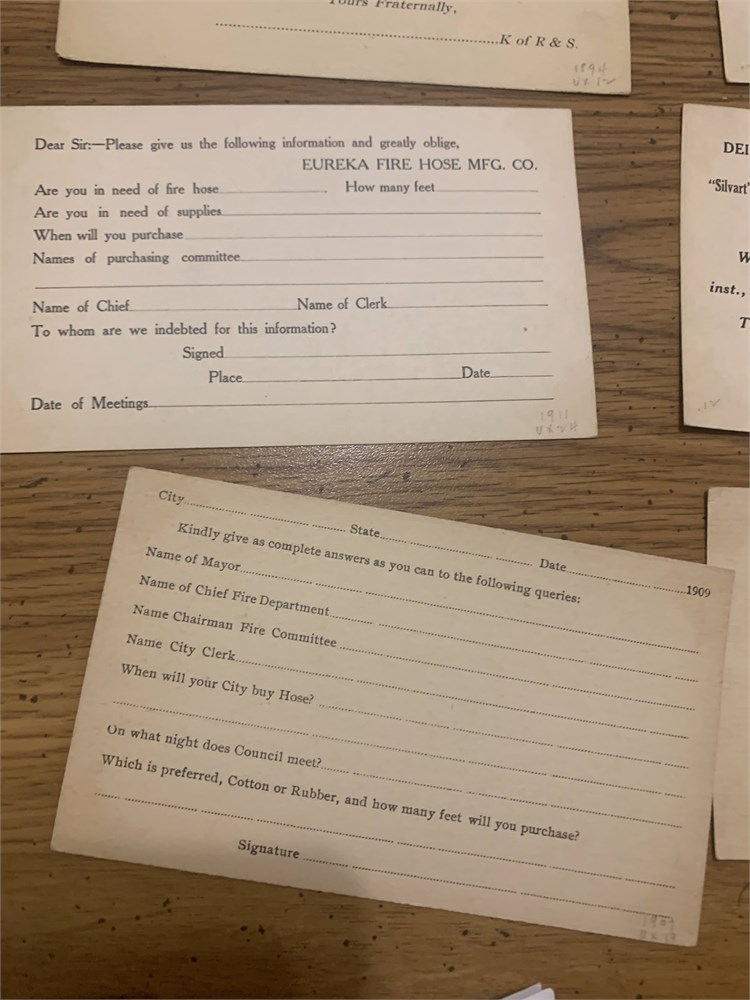 Yours Fraternally,
....................K of R & S.
1894
UX12
Dear Sir:—Please give us the following information and greatly oblige,
EUREKA FIRE HOSE MFG. CO.
Are you in need of fire hose How many feet
Are you in need of supplies
When will you purchase
Names of purchasing committee
Name of Chief Name of Clerk
To whom are we indebted for this information?
Signed
Place Date
Date of Meetings
1911
UX24
DEI
"Silvart"
W
inst.,
T
City.................... State.................... Date....................1909
Kindly give as complete answers as you can to the following queries:
Name of Mayor
Name of Chief Fire Department
Name Chairman Fire Committee
Name City Clerk
When will your City buy Hose?
On what night does Council meet?
Which is preferred, Cotton or Rubber, and how many feet will you purchase?
Signature
1909